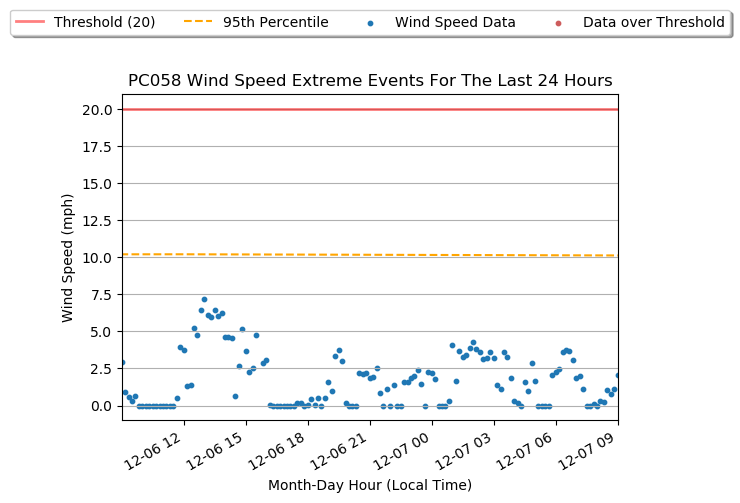 Threshold (20) 95th Percentile Wind Speed Data Data over Threshold
PC058 Wind Speed Extreme Events For The Last 24 Hours
20.0
17.5
15.0
12.5
10.0
7.5
5.0
2.5
0.0
Wind Speed (mph)
12-06 12 12-06 15 12-06 18 12-06 21 12-07 00 12-07 03 12-07 06 12-07 09
Month-Day Hour (Local Time)